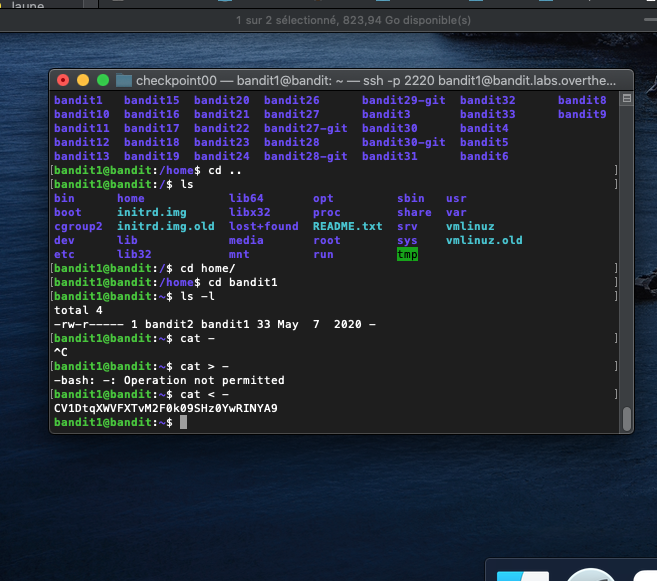 Jaune
1 sur 2 sélectionné, 823,94 Go disponible(s)
checkpoint00 — bandit1@bandit: ~ — ssh -p 2220 bandit1@bandit.labs.overthe...
bandit1 bandit15 bandit20 bandit26 bandit29-git bandit32 bandit8
bandit10 bandit16 bandit21 bandit27 bandit3 bandit33 bandit9
bandit11 bandit17 bandit22 bandit27-git bandit30 bandit4
bandit12 bandit18 bandit23 bandit28 bandit30-git bandit5
bandit13 bandit19 bandit24 bandit28-git bandit31 bandit6
[bandit1@bandit:/home$ cd .. ]
[bandit1@bandit:/$ ls ]
bin home lib64 opt sbin usr
boot initrd.img libx32 proc share var
cgroup2 initrd.img.old lost+found README.txt srv vmlinuz
dev lib media root sys vmlinuz.old
etc lib32 mnt run tmp
[bandit1@bandit:/$ cd home/ ]
[bandit1@bandit:/home$ cd bandit1 ]
[bandit1@bandit:~$ ls -l ]
total 4
-rw-r----- 1 bandit2 bandit1 33 May 7 2020 -
[bandit1@bandit:~$ cat - ]
^C
[bandit1@bandit:~$ cat > - ]
-bash: -: Operation not permitted
[bandit1@bandit:~$ cat < - ]
CV1DtqXWVFXTvM2F0k09SHz0YwRINYA9
bandit1@bandit:~$